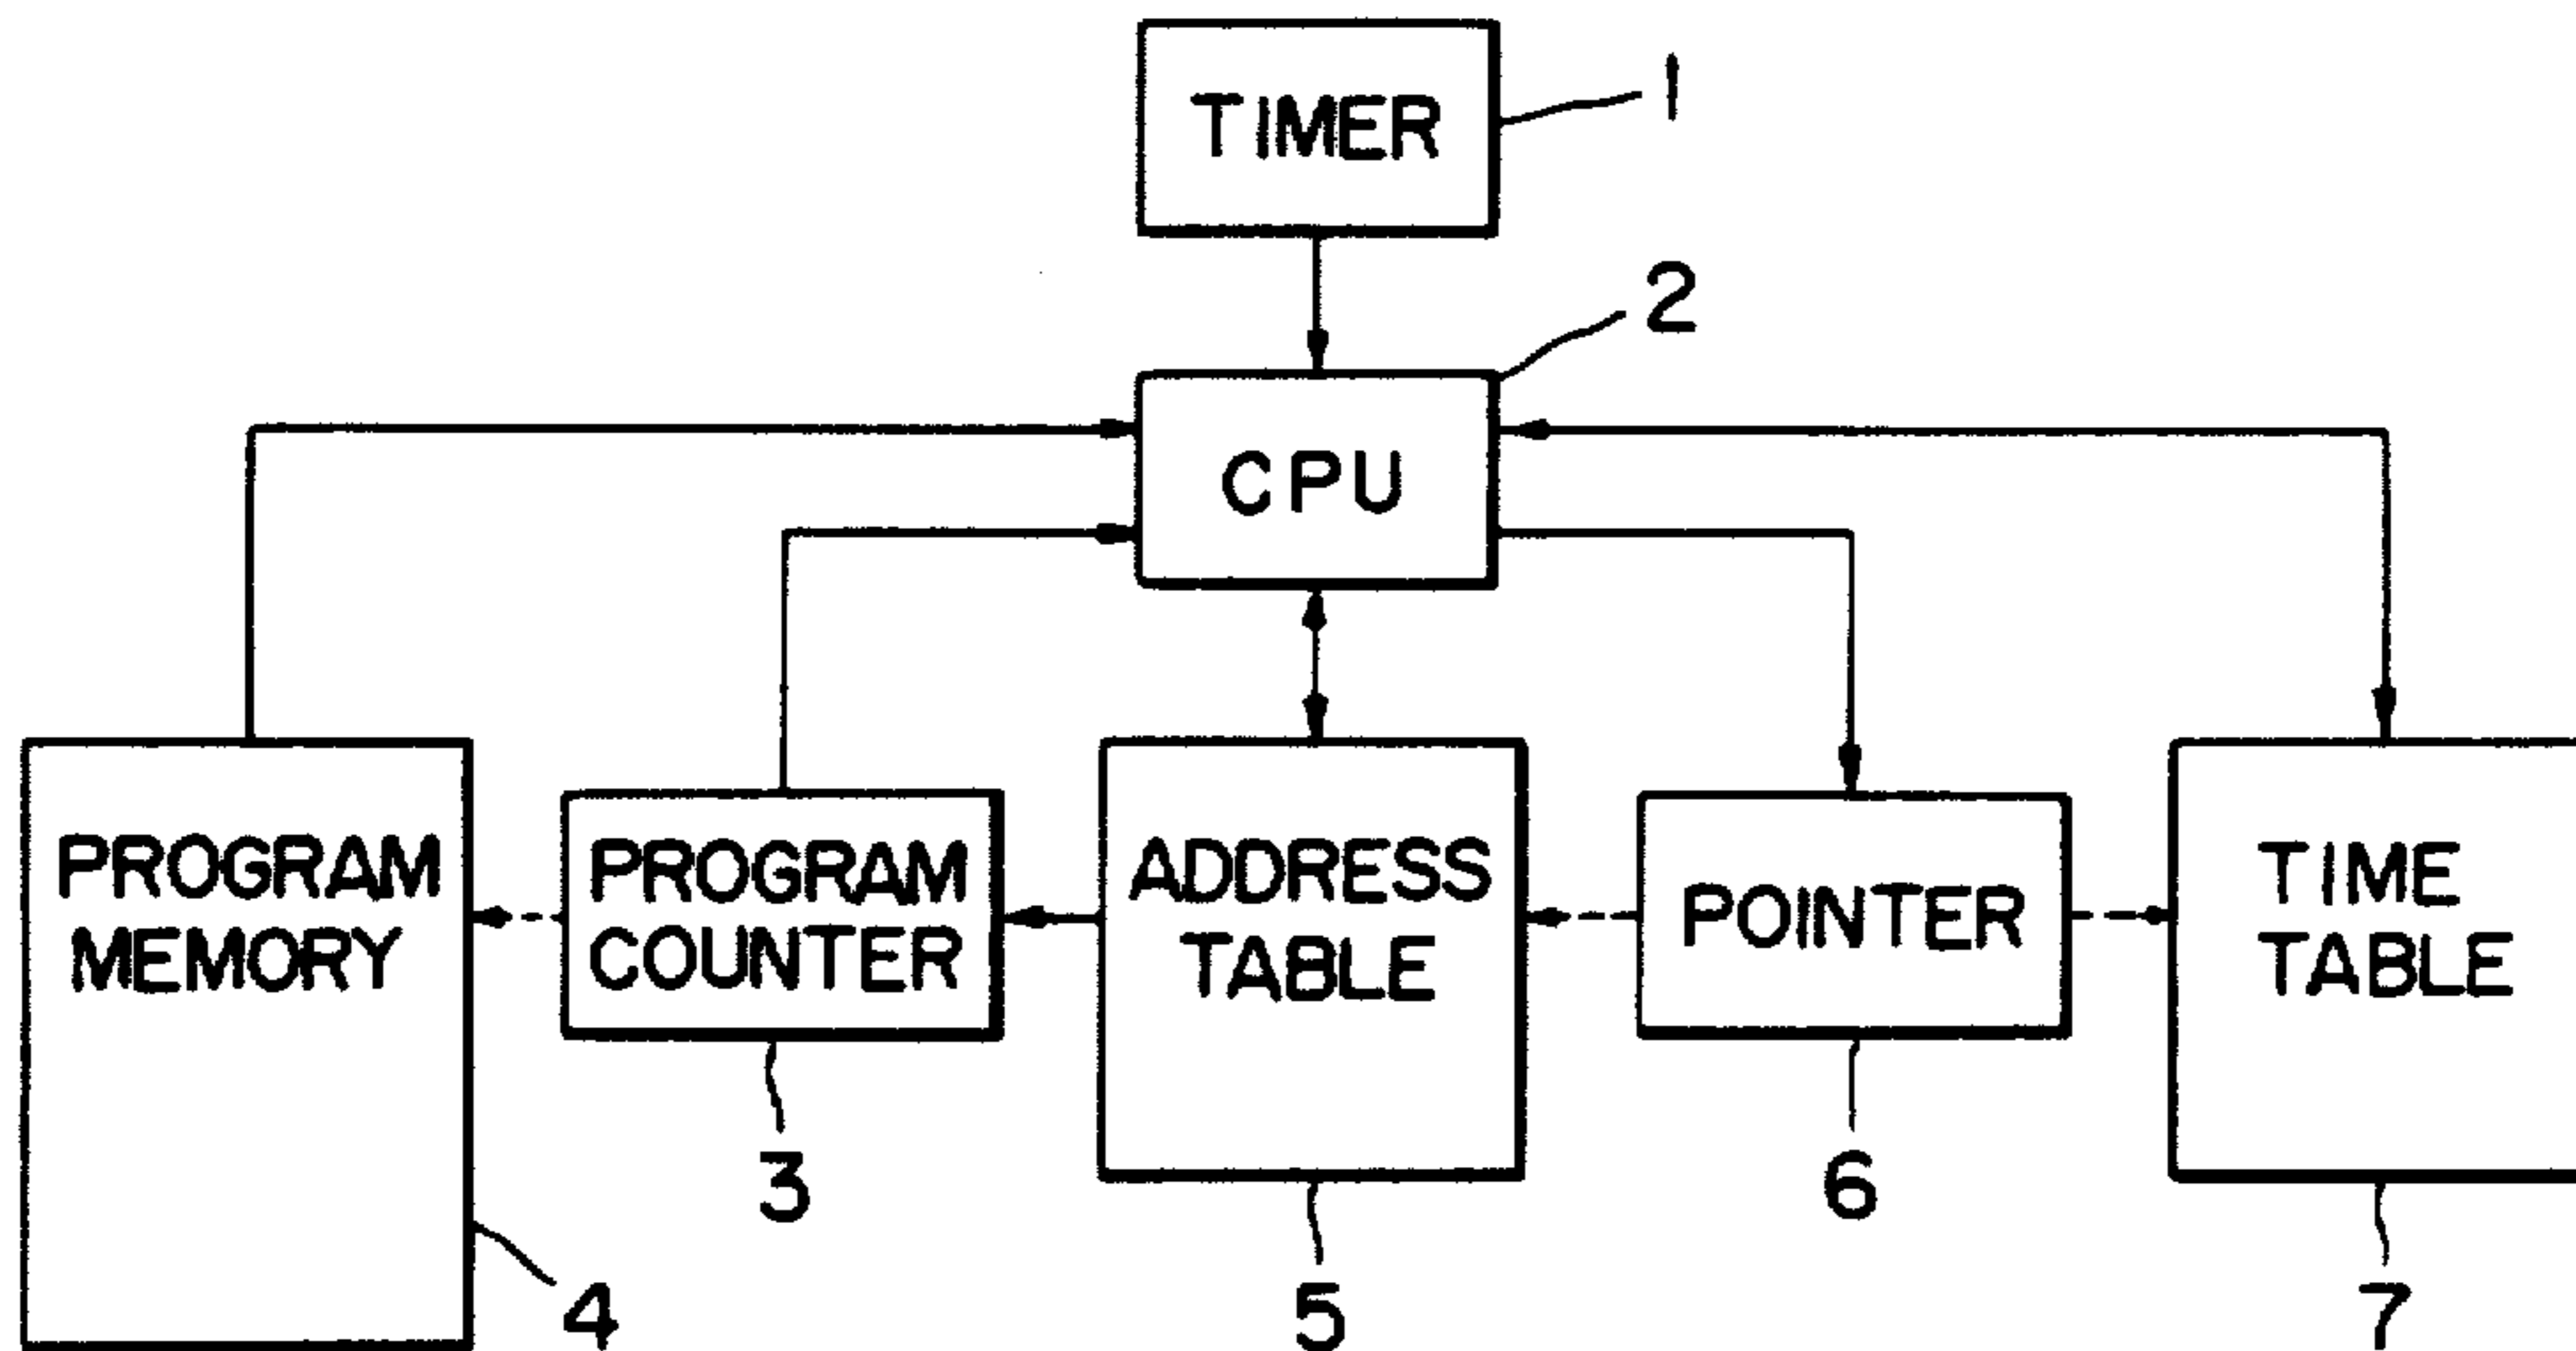 TIMER
1
2
CPU
PROGRAM
MEMORY
PROGRAM
COUNTER
ADDRESS
TABLE
POINTER
TIME
TABLE
3
6
4
5
7